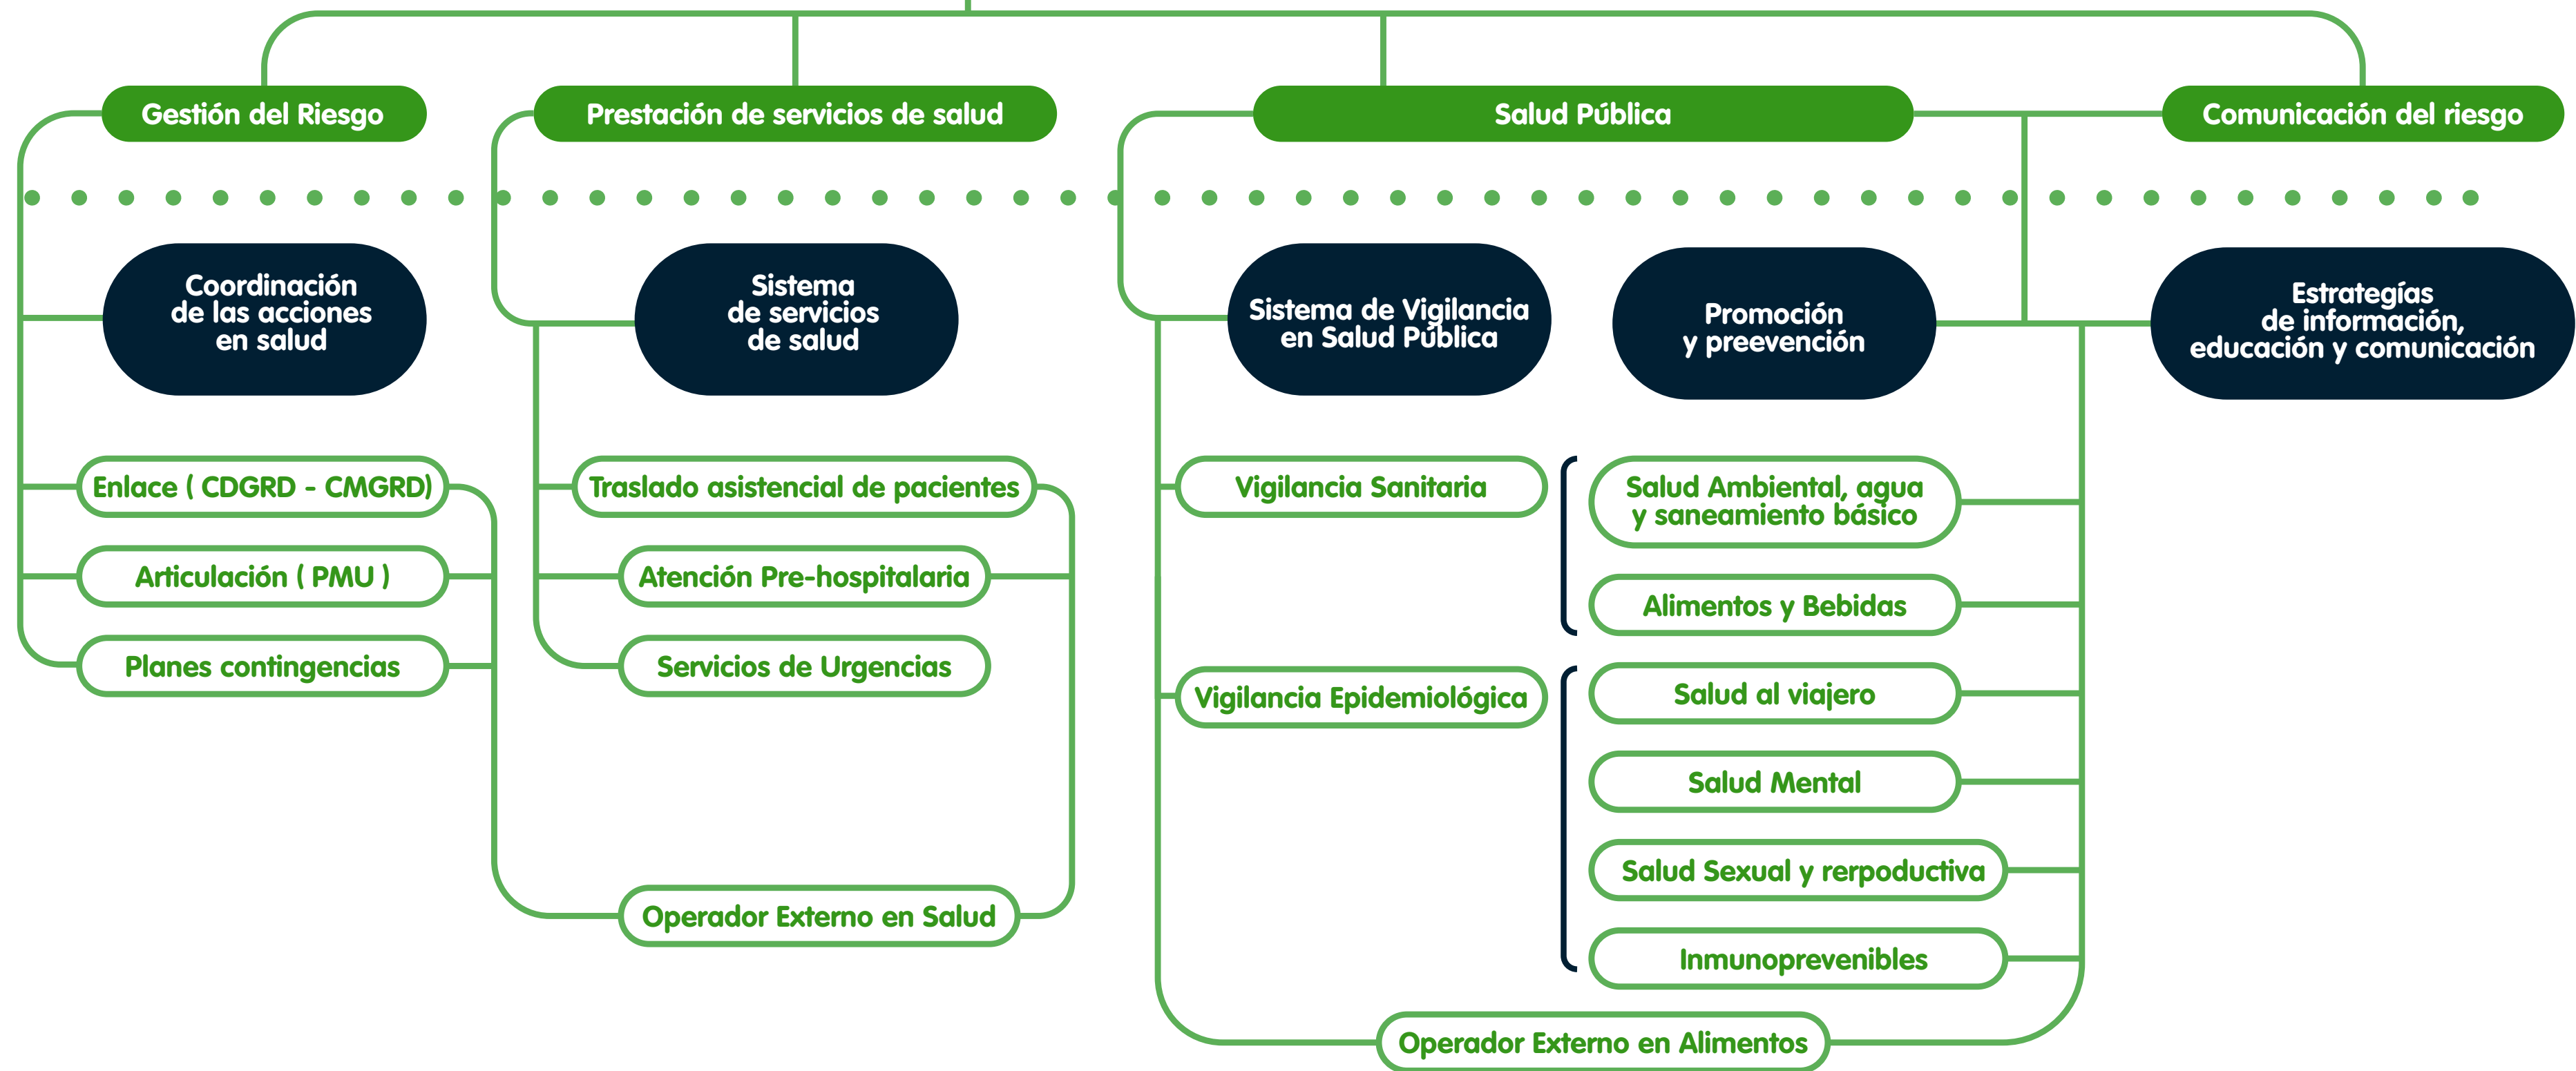 Gestión del Riesgo
Prestación de servicios de salud
Salud Pública
Comunicación del riesgo
Coordinación
de las acciones
en salud
Sistema
de servicios
de salud
Sistema de Vigilancia
en Salud Pública
Promoción
y preevención
Estrategías
de información,
educación y comunicación
Enlace ( CDGRD - CMGRD)
Articulación ( PMU )
Planes contingencias
Traslado asistencial de pacientes
Atención Pre-hospitalaria
Servicios de Urgencias
Operador Externo en Salud
Vigilancia Sanitaria
Vigilancia Epidemiológica
Salud Ambiental, agua
y saneamiento básico
Alimentos y Bebidas
Salud al viajero
Salud Mental
Salud Sexual y rerpoductiva
Inmunoprevenibles
Operador Externo en Alimentos